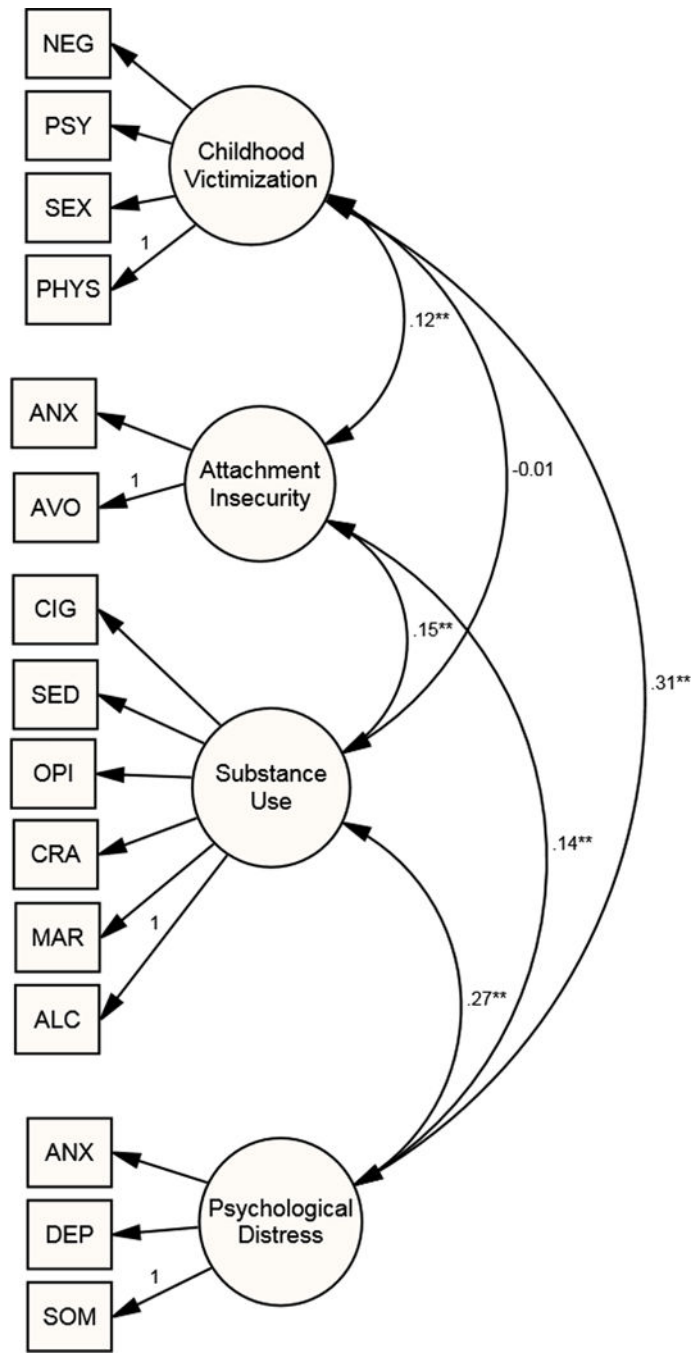 NEG
PSY
SEX
1
PHYS
Childhood
Victimization
.12**
ANX
1
AVO
Attachment
Insecurity
-0.01
.15**
CIG
SED
OPI
CRA
MAR
1
ALC
Substance
Use
.31**
.14**
.27**
ANX
DEP
1
SOM
Psychological
Distress